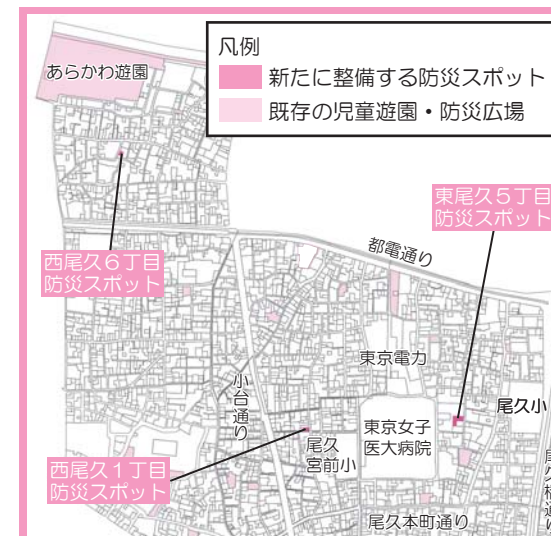 凡例
新たに整備する防災スポット
既存の児童遊園・防災広場
あらかわ遊園
東尾久5丁目
防災スポット
都電通り
西尾久6丁目
防災スポット
東京電力
小台通り
尾久小
東京女子
医大病院
尾久
宮前小
西尾久1丁目
防災スポット
尾久橋通り
尾久本町通り